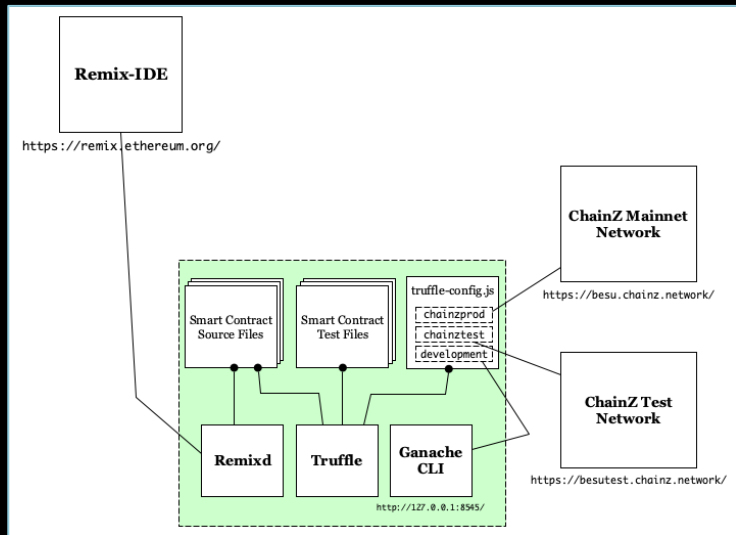 Remix-IDE
https://remix.ethereum.org/
ChainZ Mainnet
Network
https://besu.chainz.network/
Smart Contract
Source Files
Smart Contract
Test Files
truffle-config.js
chainzprod
chainztest
development
ChainZ Test
Network
https://besutest.chainz.network/
Remixd
Truffle
Ganache
CLI
http://127.0.0.1:8545/